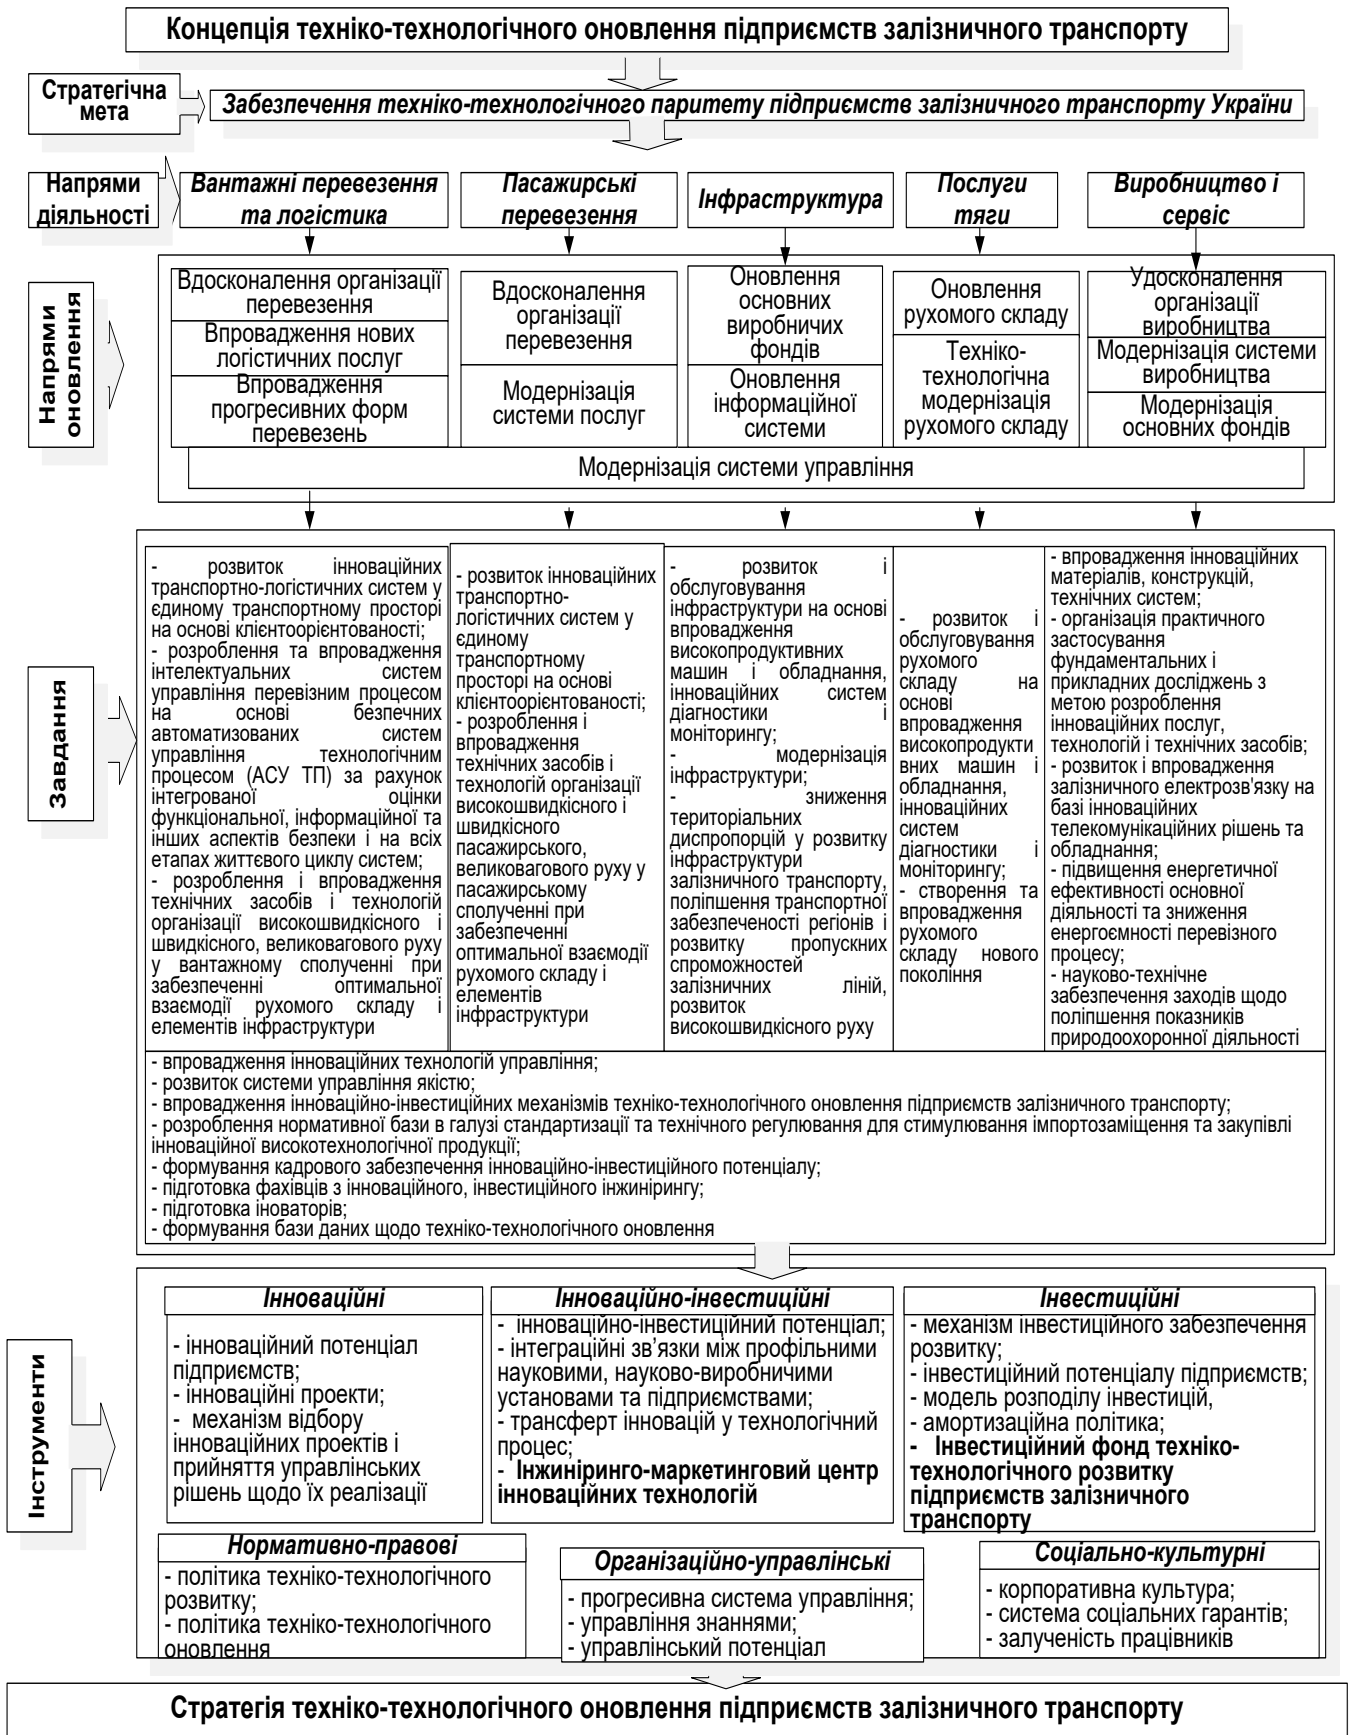 Концепція техніко-технологічного оновлення підприємств залізничного транспорту
Стратегічна
мета
Забезпечення техніко-технологічного паритету підприємств залізничного транспорту України
Напрями
діяльності
Вантажні перевезення
та логістика
Пасажирські
перевезення
Інфраструктура
Послуги
тяги
Виробництво і
сервіс
Напрями
оновлення
Вдосконалення організації
перевезення
Впровадження нових
логістичних послуг
Впровадження
прогресивних форм
перевезень
Вдосконалення
організації
перевезення
Модернізація
системи послуг
Оновлення
основних
виробничих
фондів
Оновлення
інформаційної
системи
Оновлення
рухомого складу
Техніко-
технологічна
модернізація
рухомого складу
Удосконалення
організації
виробництва
Модернізація системи
виробництва
Модернізація
основних фондів
Модернізація системи управління
Завдання
- розвиток інноваційних
транспортно-логістичних систем у
єдиному транспортному просторі
на основі клієнтоорієнтованості;
- розроблення та впровадження
інтелектуальних систем
управління перевізним процесом
на основі безпечних
автоматизованих систем
управління технологічним
процесом (АСУ ТП) за рахунок
інтегрованої оцінки
функціональної, інформаційної та
інших аспектів безпеки і на всіх
етапах життєвого циклу систем;
- розроблення і впровадження
технічних засобів і технологій
організації високошвидкісного і
швидкісного, великовагового руху
у вантажному сполученні при
забезпеченні оптимальної
взаємодії рухомого складу і
елементів інфраструктури
- розвиток інноваційних
транспортно-
логістичних систем у
єдиному
транспортному
просторі на основі
клієнтоорієнтованості;
- розроблення і
впровадження
технічних засобів і
технологій організації
високошвидкісного і
швидкісного
пасажирського,
великовагового руху у
пасажирському
сполученні при
забезпеченні
оптимальної взаємодії
рухомого складу і
елементів
інфраструктури
- розвиток і
обслуговування
інфраструктури на основі
впровадження
високопродуктивних
машин і обладнання,
інноваційних систем
діагностики і
моніторингу;
- модернізація
інфраструктури;
- зниження
територіальних
диспропорцій у розвитку
інфраструктури
залізничного транспорту,
поліпшення транспортної
забезпеченості регіонів і
розвитку пропускних
спроможностей
залізничних ліній,
розвиток
високошвидкісного руху
- розвиток і
обслуговування
рухомого
складу на
основі
впровадження
високопродукти
вних машин і
обладнання,
інноваційних
систем
діагностики і
моніторингу;
- створення та
впровадження
рухомого
складу нового
покоління
- впровадження інноваційних
матеріалів, конструкцій,
технічних систем;
- організація практичного
застосування
фундаментальних і
прикладних досліджень з
метою розроблення
інноваційних послуг,
технологій і технічних засобів;
- розвиток і впровадження
залізничного електрозв'язку на
базі інноваційних
телекомунікаційних рішень та
обладнання;
- підвищення енергетичної
ефективності основної
діяльності та зниження
енергоємності перевізного
процесу;
- науково-технічне
забезпечення заходів щодо
поліпшення показників
природоохоронної діяльності
- впровадження інноваційних технологій управління;
- розвиток системи управління якістю;
- впровадження інноваційно-інвестиційних механізмів техніко-технологічного оновлення підприємств залізничного транспорту;
- розроблення нормативної бази в галузі стандартизації та технічного регулювання для стимулювання імпортозаміщення та закупівлі
інноваційної високотехнологічної продукції;
- формування кадрового забезпечення інноваційно-інвестиційного потенціалу;
- підготовка фахівців з інноваційного, інвестиційного інжинірингу;
- підготовка іноваторів;
- формування бази даних щодо техніко-технологічного оновлення
Інструменти
Інноваційні
- інноваційний потенціал
підприємств;
- інноваційні проекти;
- механізм відбору
інноваційних проектів і
прийняття управлінських
рішень щодо їх реалізації
Інноваційно-інвестиційні
- інноваційно-інвестиційний потенціал;
- інтеграційні зв’язки між профільними
науковими, науково-виробничими
установами та підприємствами;
- трансферт інновацій у технологічний
процес;
- Інжиніринго-маркетинговий центр
інноваційних технологій
Інвестиційні
- механізм інвестиційного забезпечення
розвитку;
- інвестиційний потенціалу підприємств;
- модель розподілу інвестицій,
- амортизаційна політика;
- Інвестиційний фонд техніко-
технологічного розвитку
підприємств залізничного
транспорту
Нормативно-правові
- політика техніко-технологічного
розвитку;
- політика техніко-технологічного
оновлення
Організаційно-управлінські
- прогресивна система управління;
- управління знаннями;
- управлінський потенціал
Соціально-культурні
- корпоративна культура;
- система соціальних гарантів;
- залученість працівників
Стратегія техніко-технологічного оновлення підприємств залізничного транспорту